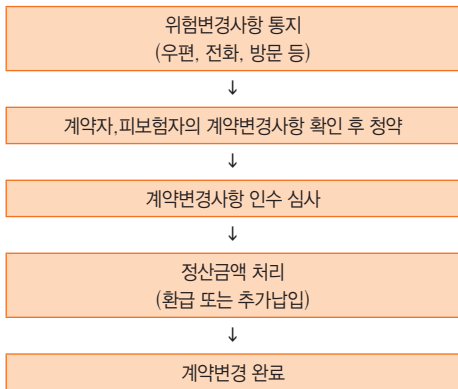 위험변경사항 통지
(우편, 전화, 방문 등)
↓
계약자,피보험자의 계약변경사항 확인 후 청약
↓
계약변경사항 인수 심사
↓
정산금액 처리
(환급 또는 추가납입)
↓
계약변경 완료